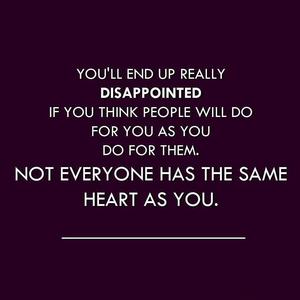 YOU'LL END UP REALLY
DISAPPOINTED
IF YOU THINK PEOPLE WILL DO
FOR YOU AS YOU
DO FOR THEM.
NOT EVERYONE HAS THE SAME
HEART AS YOU.